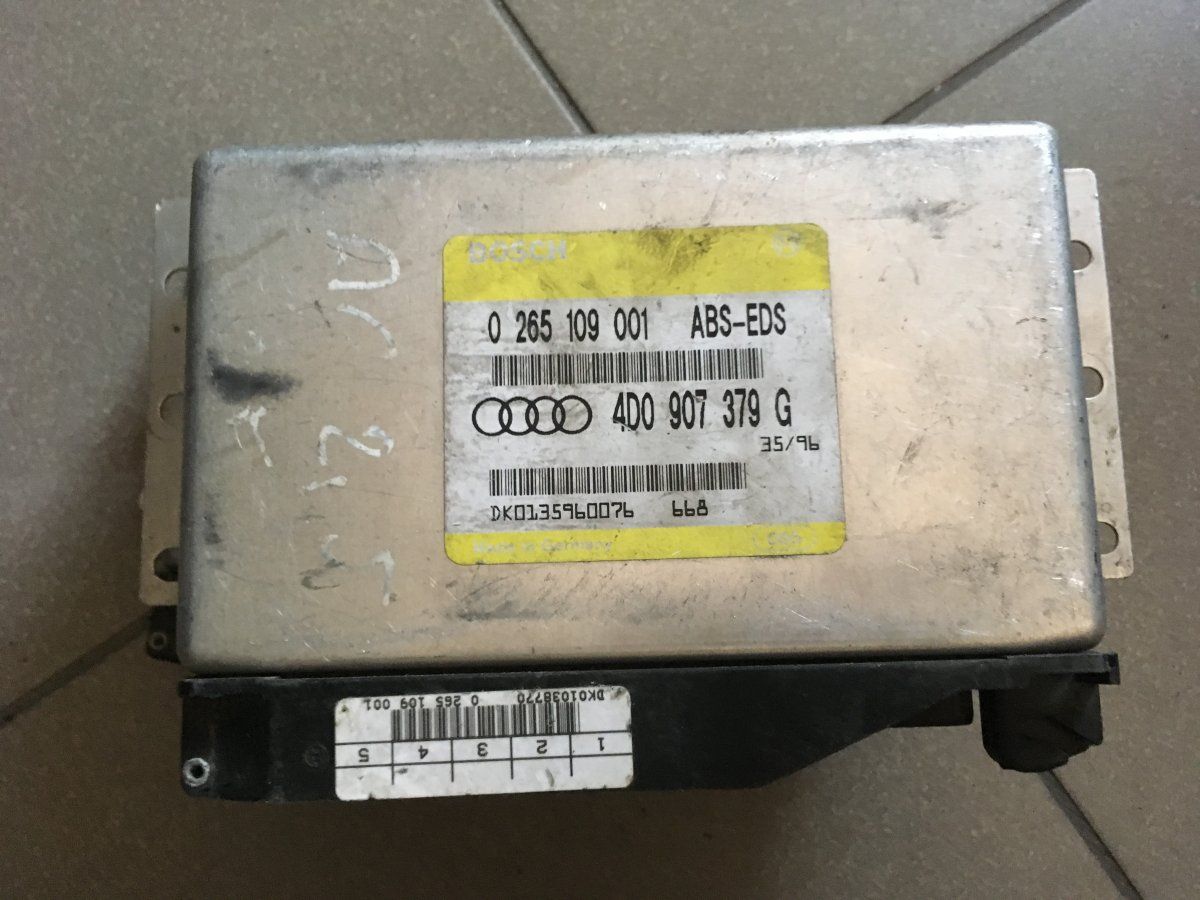 BOSCH
0 265 109 001 ABS-EDS
4D0 907 379 G
35/96
DK0135960076 668
Made in Germany
1 2 3 4 5
DK01038770 0 265 109 001